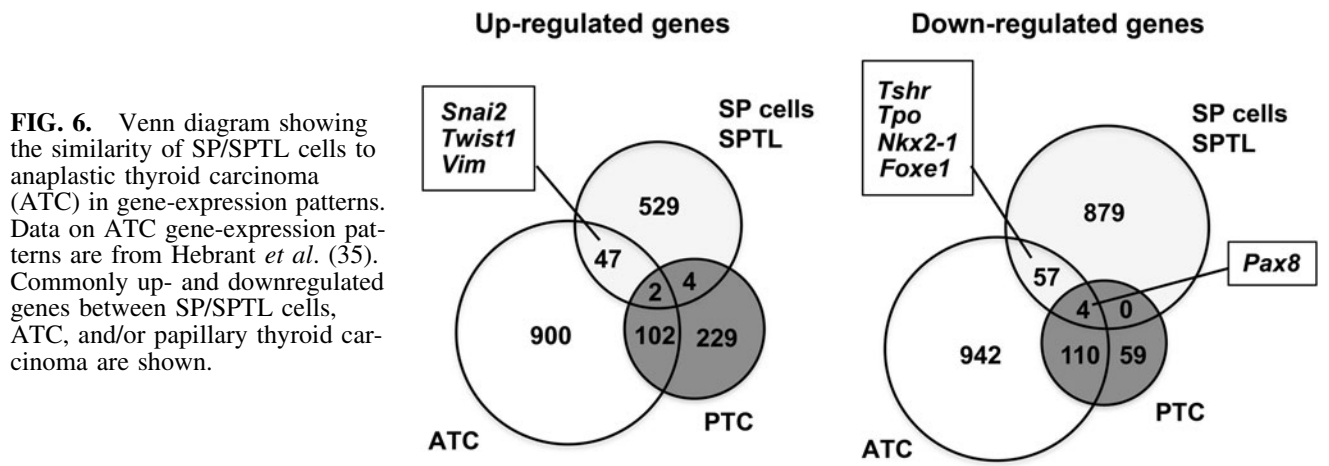 FIG. 6. Venn diagram showing
the similarity of SP/SPTL cells to
anaplastic thyroid carcinoma
(ATC) in gene-expression patterns.
Data on ATC gene-expression pat-
terns are from Hebrant et al. (35).
Commonly up- and downregulated
genes between SP/SPTL cells,
ATC, and/or papillary thyroid car-
cinoma are shown.
Up-regulated genes
Snai2
Twist1
Vim
SP cells
SPTL
529
47
2
4
900
102
229
PTC
ATC
Down-regulated genes
Tshr
Tpo
Nkx2-1
Foxe1
SP cells
SPTL
879
57
Pax8
4
0
942
110
59
PTC
ATC